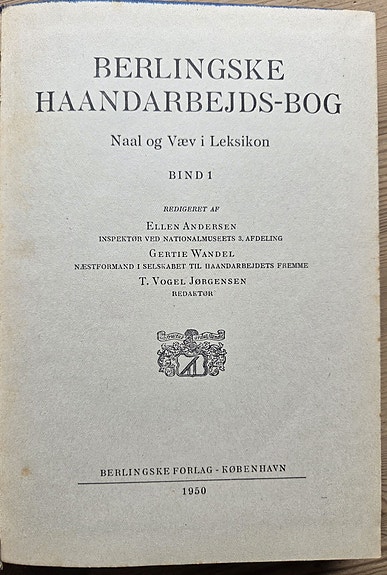 BERLINGSKE
HAANDARBEJDS-BOG
Naal og Væv i Leksikon
BIND 1
REDIGERET AF
ELLEN ANDERSEN
INSPEKTØR VED NATIONALMUSEETS 3. AFDELING
GERTIE WANDEL
NÆSTFORMAND I SELSKABET TIL HAANDARBEJDETS FREMME
T. VOGEL JØRGENSEN
REDAKTØR
BERLINGSKE FORLAG - KØBENHAVN
1950